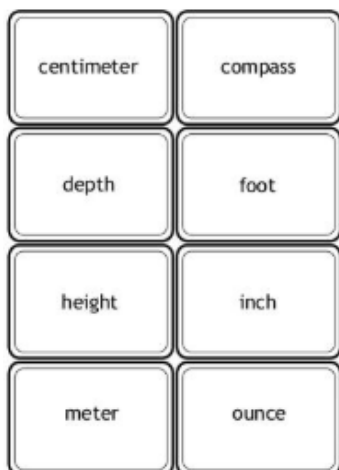 centimeter
compass
depth
foot
height
inch
meter
ounce